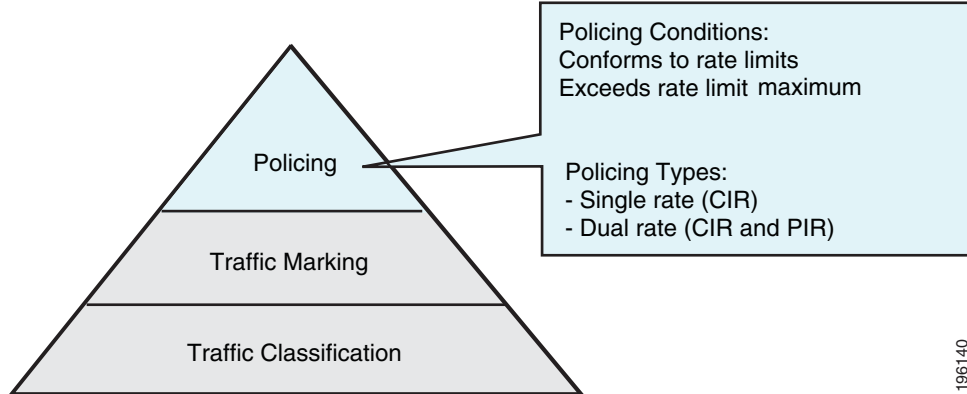 Policing Conditions:
Conforms to rate limits
Exceeds rate limit maximum
Policing Types:
- Single rate (CIR)
- Dual rate (CIR and PIR)
Policing
Traffic Marking
Traffic Classification
196140